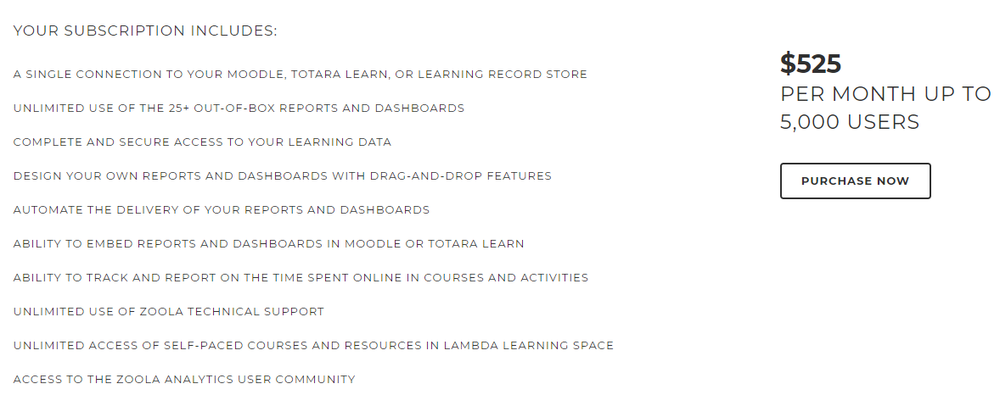 YOUR SUBSCRIPTION INCLUDES:
A SINGLE CONNECTION TO YOUR MOODLE, TOTARA LEARN, OR LEARNING RECORD STORE
UNLIMITED USE OF THE 25+ OUT-OF-BOX REPORTS AND DASHBOARDS
COMPLETE AND SECURE ACCESS TO YOUR LEARNING DATA
DESIGN YOUR OWN REPORTS AND DASHBOARDS WITH DRAG-AND-DROP FEATURES
AUTOMATE THE DELIVERY OF YOUR REPORTS AND DASHBOARDS
ABILITY TO EMBED REPORTS AND DASHBOARDS IN MOODLE OR TOTARA LEARN
ABILITY TO TRACK AND REPORT ON THE TIME SPENT ONLINE IN COURSES AND ACTIVITIES
UNLIMITED USE OF ZOOLA TECHNICAL SUPPORT
UNLIMITED ACCESS OF SELF-PACED COURSES AND RESOURCES IN LAMBDA LEARNING SPACE
ACCESS TO THE ZOOLA ANALYTICS USER COMMUNITY
$525
PER MONTH UP TO
5,000 USERS
PURCHASE NOW